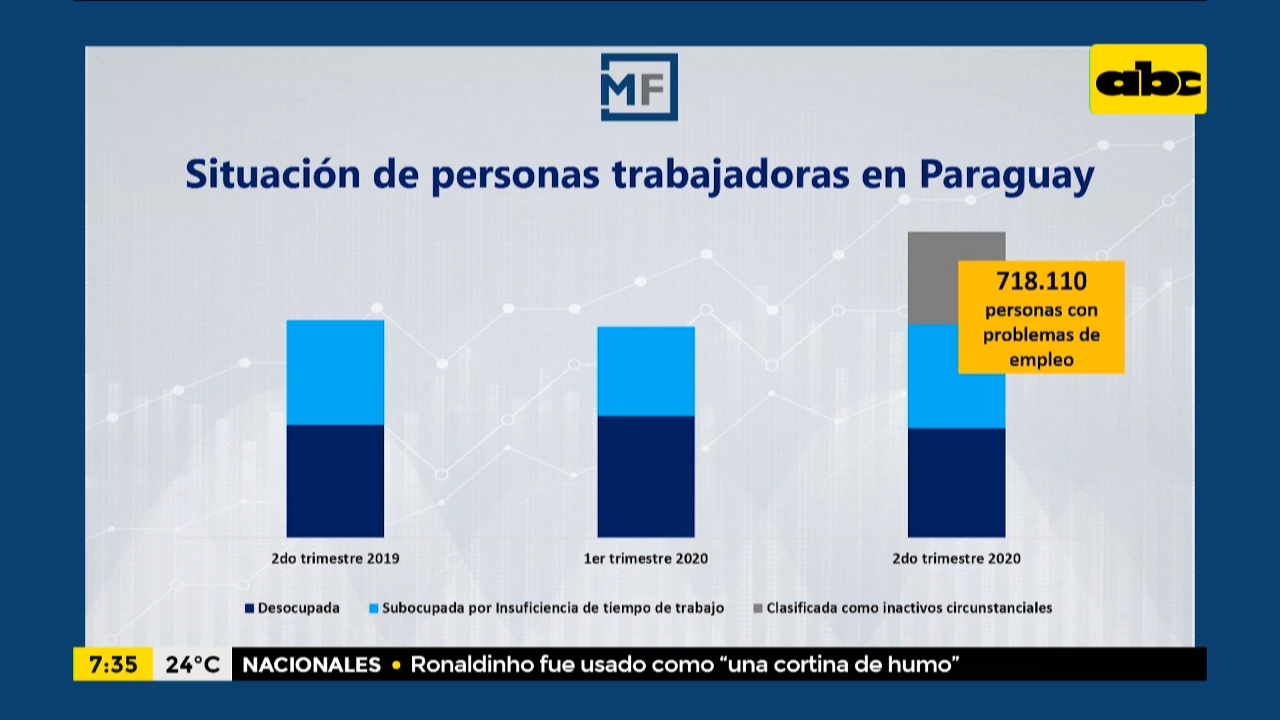 MF
abc
Situación de personas trabajadoras en Paraguay
718.110
personas con
problemas de
empleo
2do trimestre 2019
1er trimestre 2020
2do trimestre 2020
Desocupada
Subocupada por Insuficiencia de tiempo de trabajo
Clasificada como inactivos circunstanciales
7:35 24°C NACIONALES • Ronaldinho fue usado como “una cortina de humo”